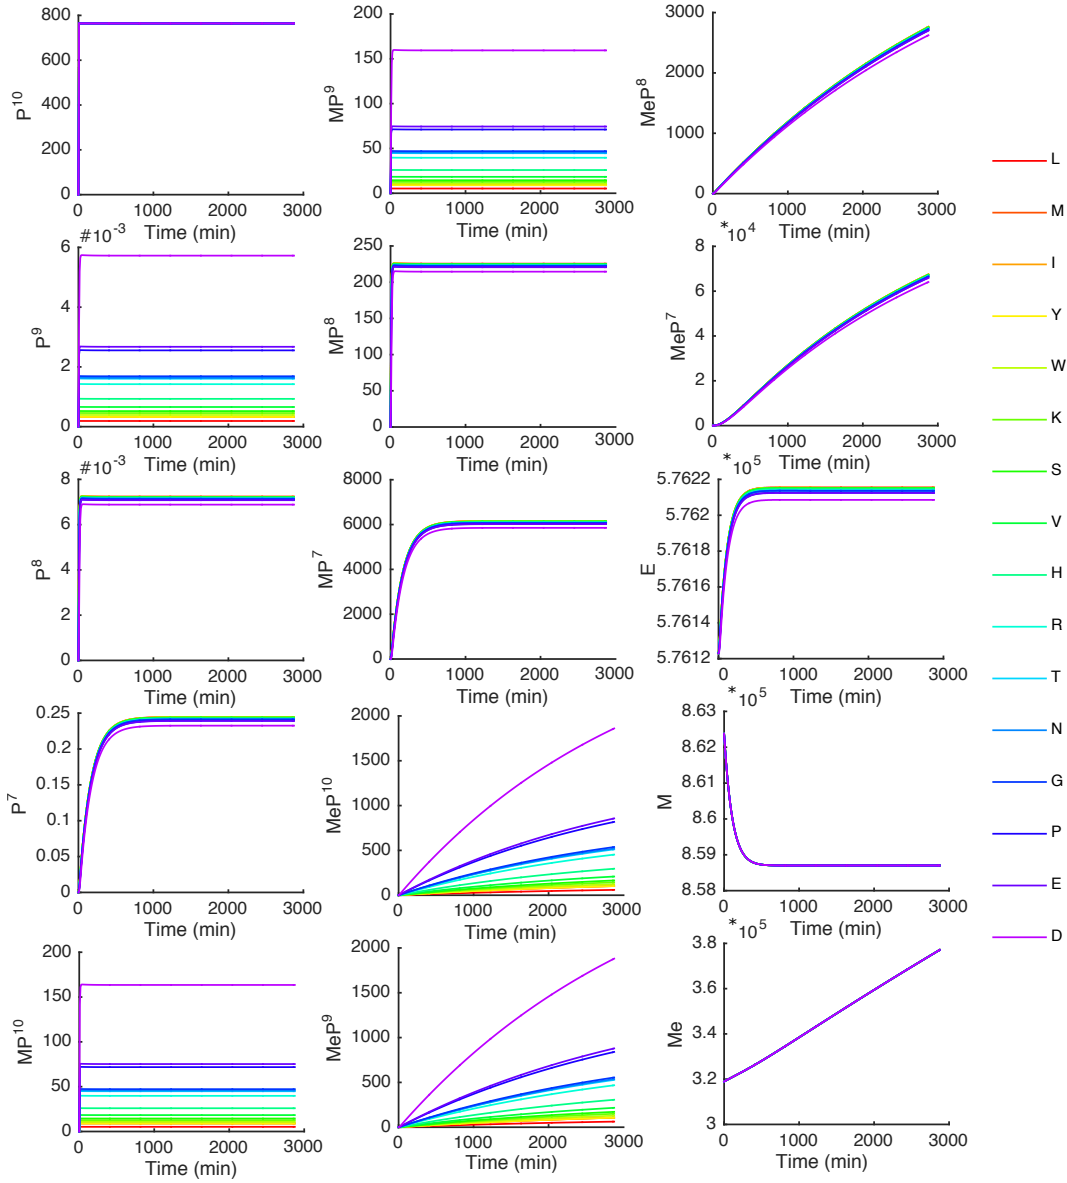 800
600
400
200
0
P10
0 1000 2000 3000
Time (min)
200
150
100
50
0
MP9
0 1000 2000 3000
Time (min)
3000
2000
1000
0
MeP8
0 1000 2000 3000
Time (min)
#10-3
6
4
2
0
P9
0 1000 2000 3000
Time (min)
250
200
150
100
50
0
MP8
0 1000 2000 3000
Time (min)
*104
8
6
4
2
0
MeP7
0 1000 2000 3000
Time (min)
#10-3
8
6
4
2
0
P8
0 1000 2000 3000
Time (min)
8000
6000
4000
2000
0
MP7
0 1000 2000 3000
Time (min)
*105
5.7622
5.762
5.7618
5.7616
5.7614
5.7612
E
0 1000 2000 3000
Time (min)
0.25
0.2
0.15
0.1
0.05
0
P7
0 1000 2000 3000
Time (min)
2000
1500
1000
500
0
MeP10
0 1000 2000 3000
Time (min)
*105
8.63
8.62
8.61
8.6
8.59
8.58
M
0 1000 2000 3000
Time (min)
200
150
100
50
0
MP10
0 1000 2000 3000
Time (min)
2000
1500
1000
500
0
MeP9
0 1000 2000 3000
Time (min)
*105
3.8
3.6
3.4
3.2
3
Me
0 1000 2000 3000
Time (min)
L
M
I
Y
W
K
S
V
H
R
T
N
G
P
E
D